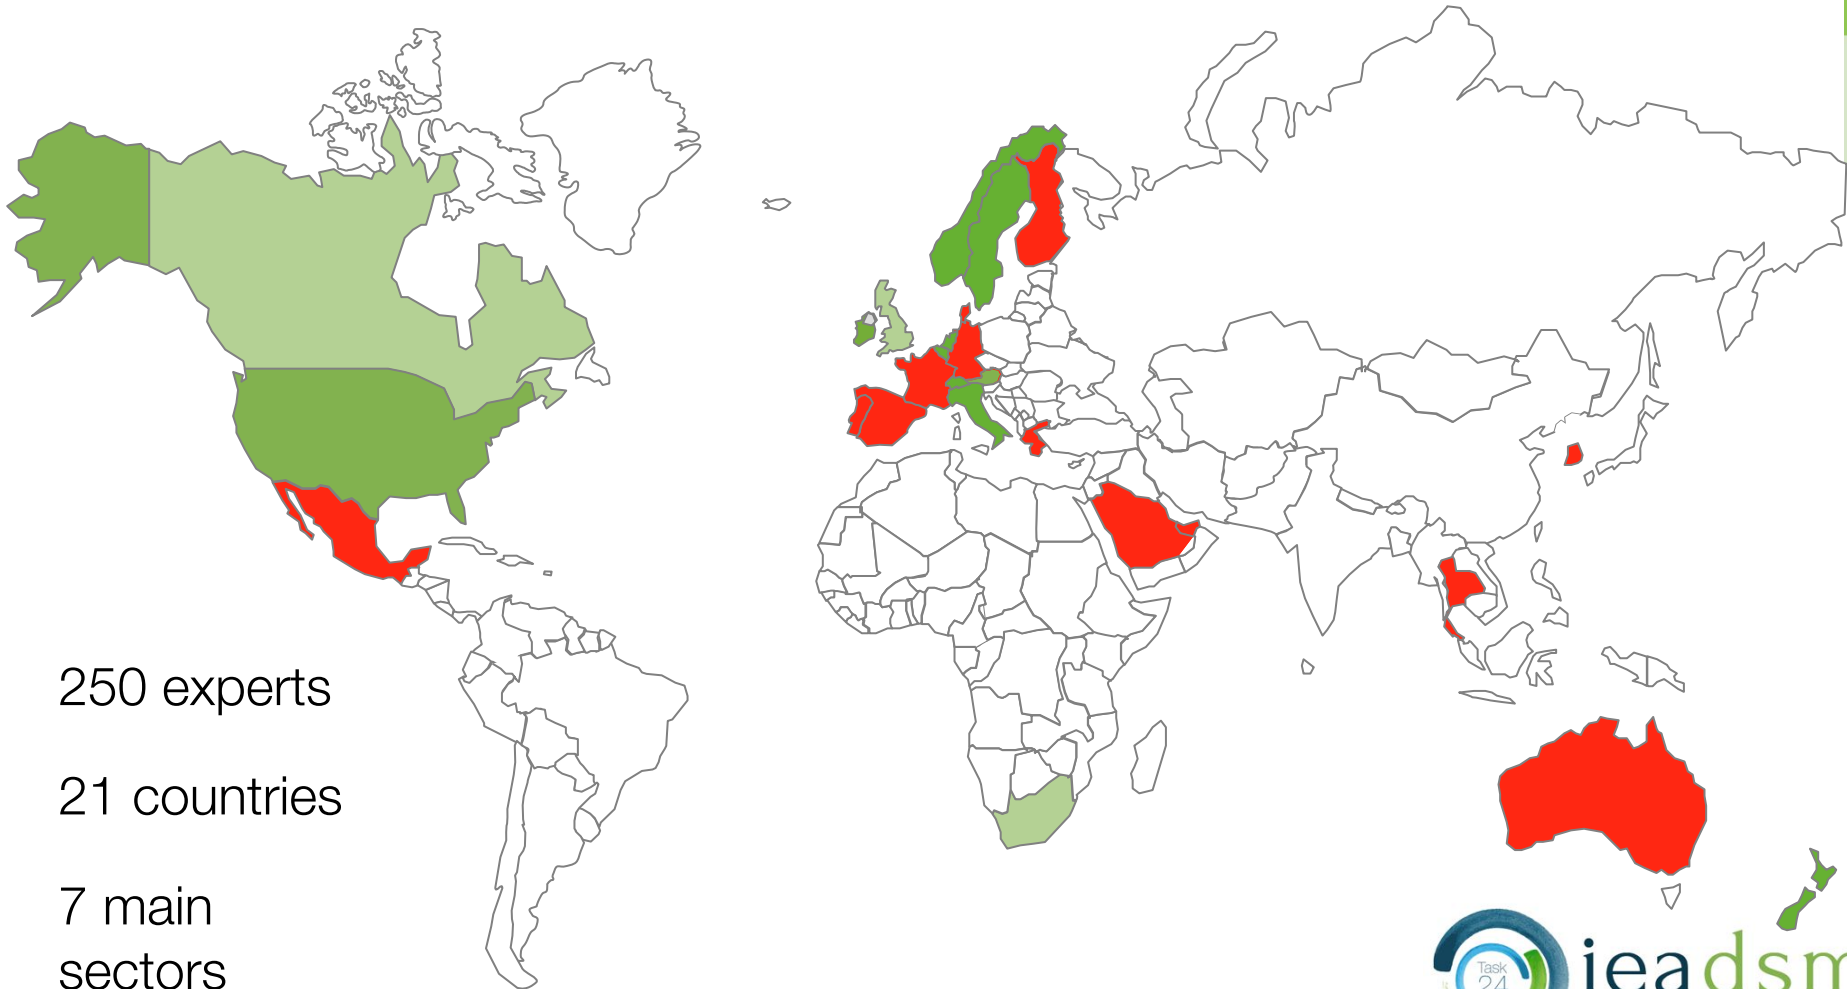 250 experts
21 countries
7 main
sectors
Task
24
ieadsm